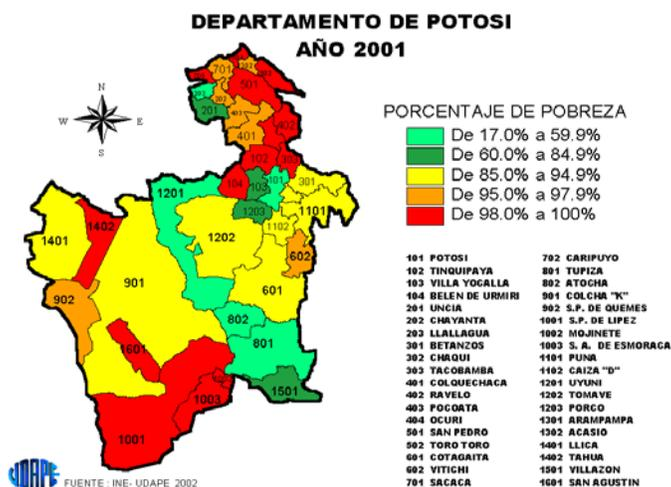 DEPARTAMENTO DE POTOSI
AÑO 2001
N
W E
S
PORCENTAJE DE POBREZA
De 17.0% a 59.9%
De 60.0% a 84.9%
De 85.0% a 94.9%
De 95.0% a 97.9%
De 98.0% a 100%
701
501
201
401
402
102
104
103
101
301
1201
1203
1101
1102
1202
602
1401
1402
901
601
902
802
801
1601
1501
1003
1001
101 POTOSI
102 TINQUIPAYA
103 VILLA YOCALLA
104 BELEN DE URMIRI
201 UNCIA
202 CHAYANTA
203 LLALLAGUA
301 BETANZOS
302 CHAQUI
303 TACOBAMBA
401 COLQUECHACA
402 RAVELO
403 POCOATA
404 OCURI
501 SAN PEDRO
502 TORO TORO
601 COTAGAITA
602 VITICHI
701 SACACA
702 CARIPUYO
801 TUPIZA
802 ATOCHA
901 COLCHA "K"
902 S.P. DE QUEMES
1001 S.P. DE LIPEZ
1002 MOJINETE
1003 S. A. DE ESMORACA
1101 PUNA
1102 CAIZA "D"
1201 UYUNI
1202 TOMAVE
1203 PORCO
1301 ARAMPAMPA
1302 ACASIO
1401 LLICA
1402 TAHUA
1501 VILLAZON
1601 SAN AGUSTIN
UDAPE
FUENTE : INE- UDAPE 2002